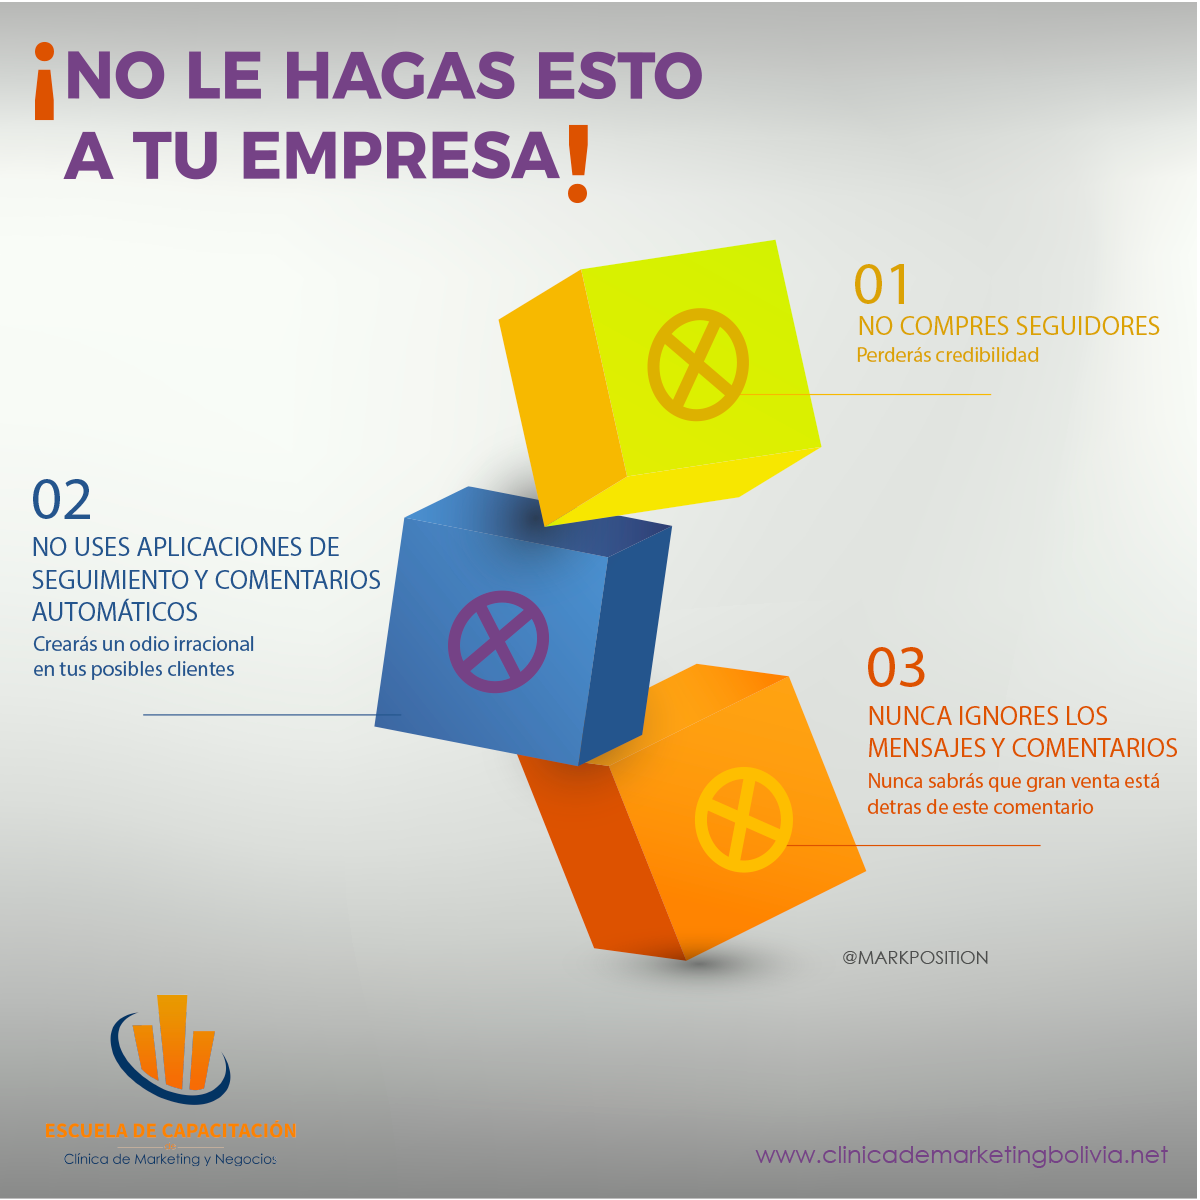 ¡NO LE HAGAS ESTO
A TU EMPRESA!
01
NO COMPRES SEGUIDORES
Perderás credibilidad
02
NO USES APLICACIONES DE
SEGUIMIENTO Y COMENTARIOS
AUTOMÁTICOS
Crearás un odio irracional
en tus posibles clientes
03
NUNCA IGNORES LOS
MENSAJES Y COMENTARIOS
Nunca sabrás que gran venta está
detras de este comentario
@MARKPOSITION
ESCUELA DE CAPACITACIÓN
Clínica de Marketing y Negocios
www.clinicademarketingbolivia.net